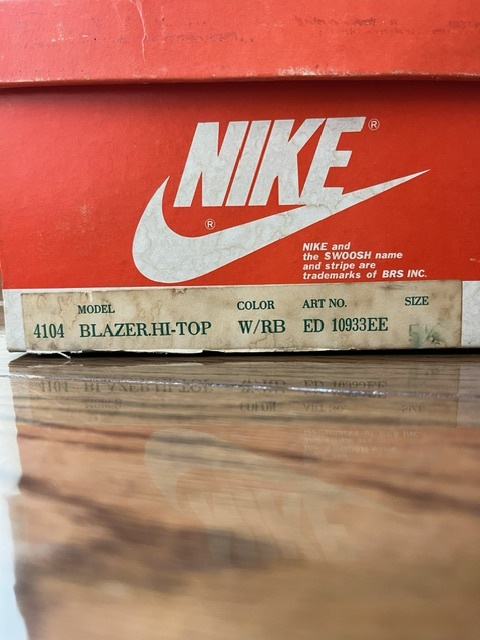 NIKE®
®
NIKE and
the SWOOSH name
and stripe are
trademarks of BRS INC.
MODEL COLOR ART NO. SIZE
4104 BLAZER.HI-TOP W/RB ED 10933EE